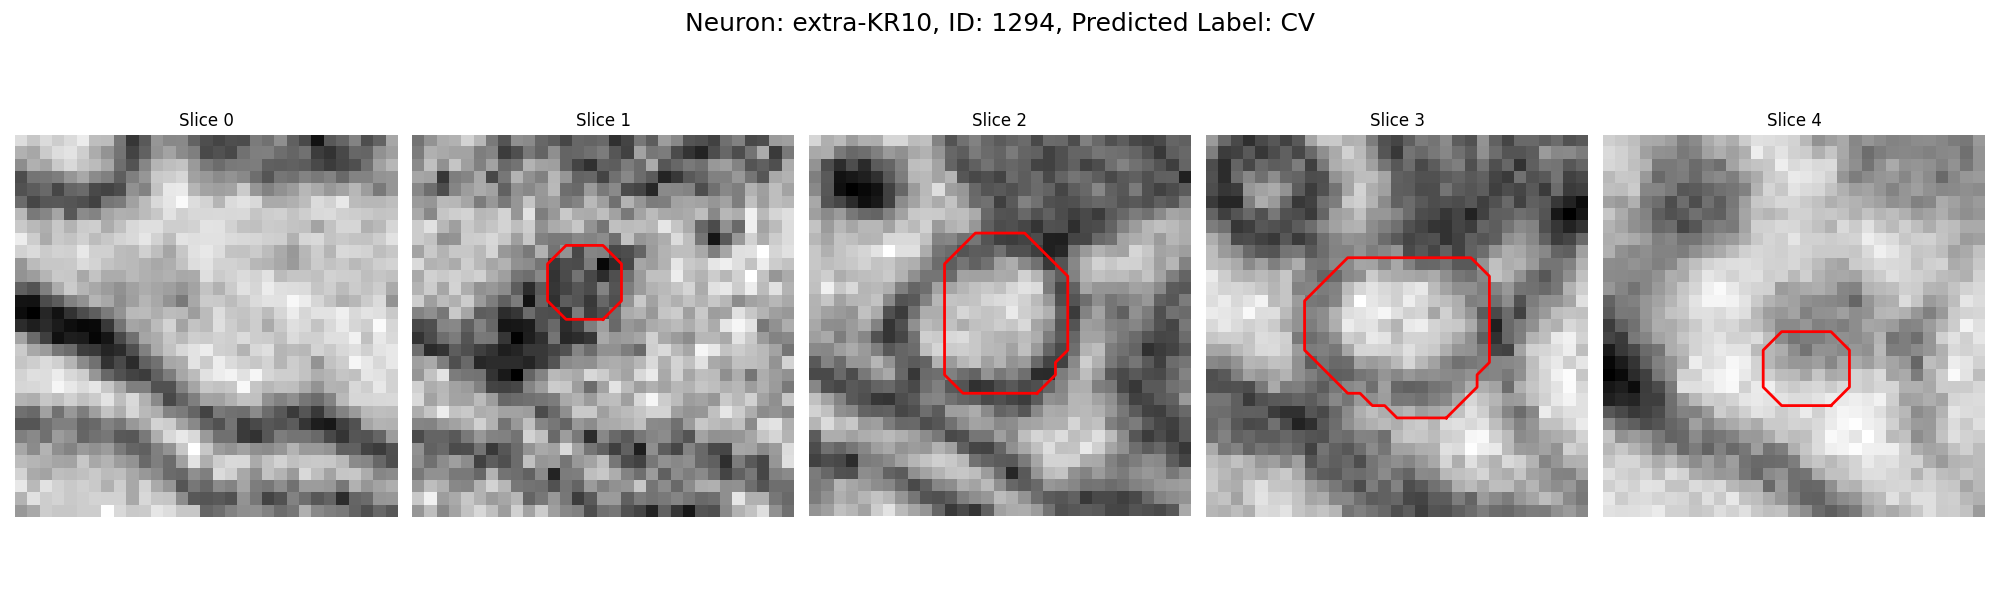 Neuron: extra-KR10, ID: 1294, Predicted Label: CV
Slice 0
Slice 1
Slice 2
Slice 3
Slice 4